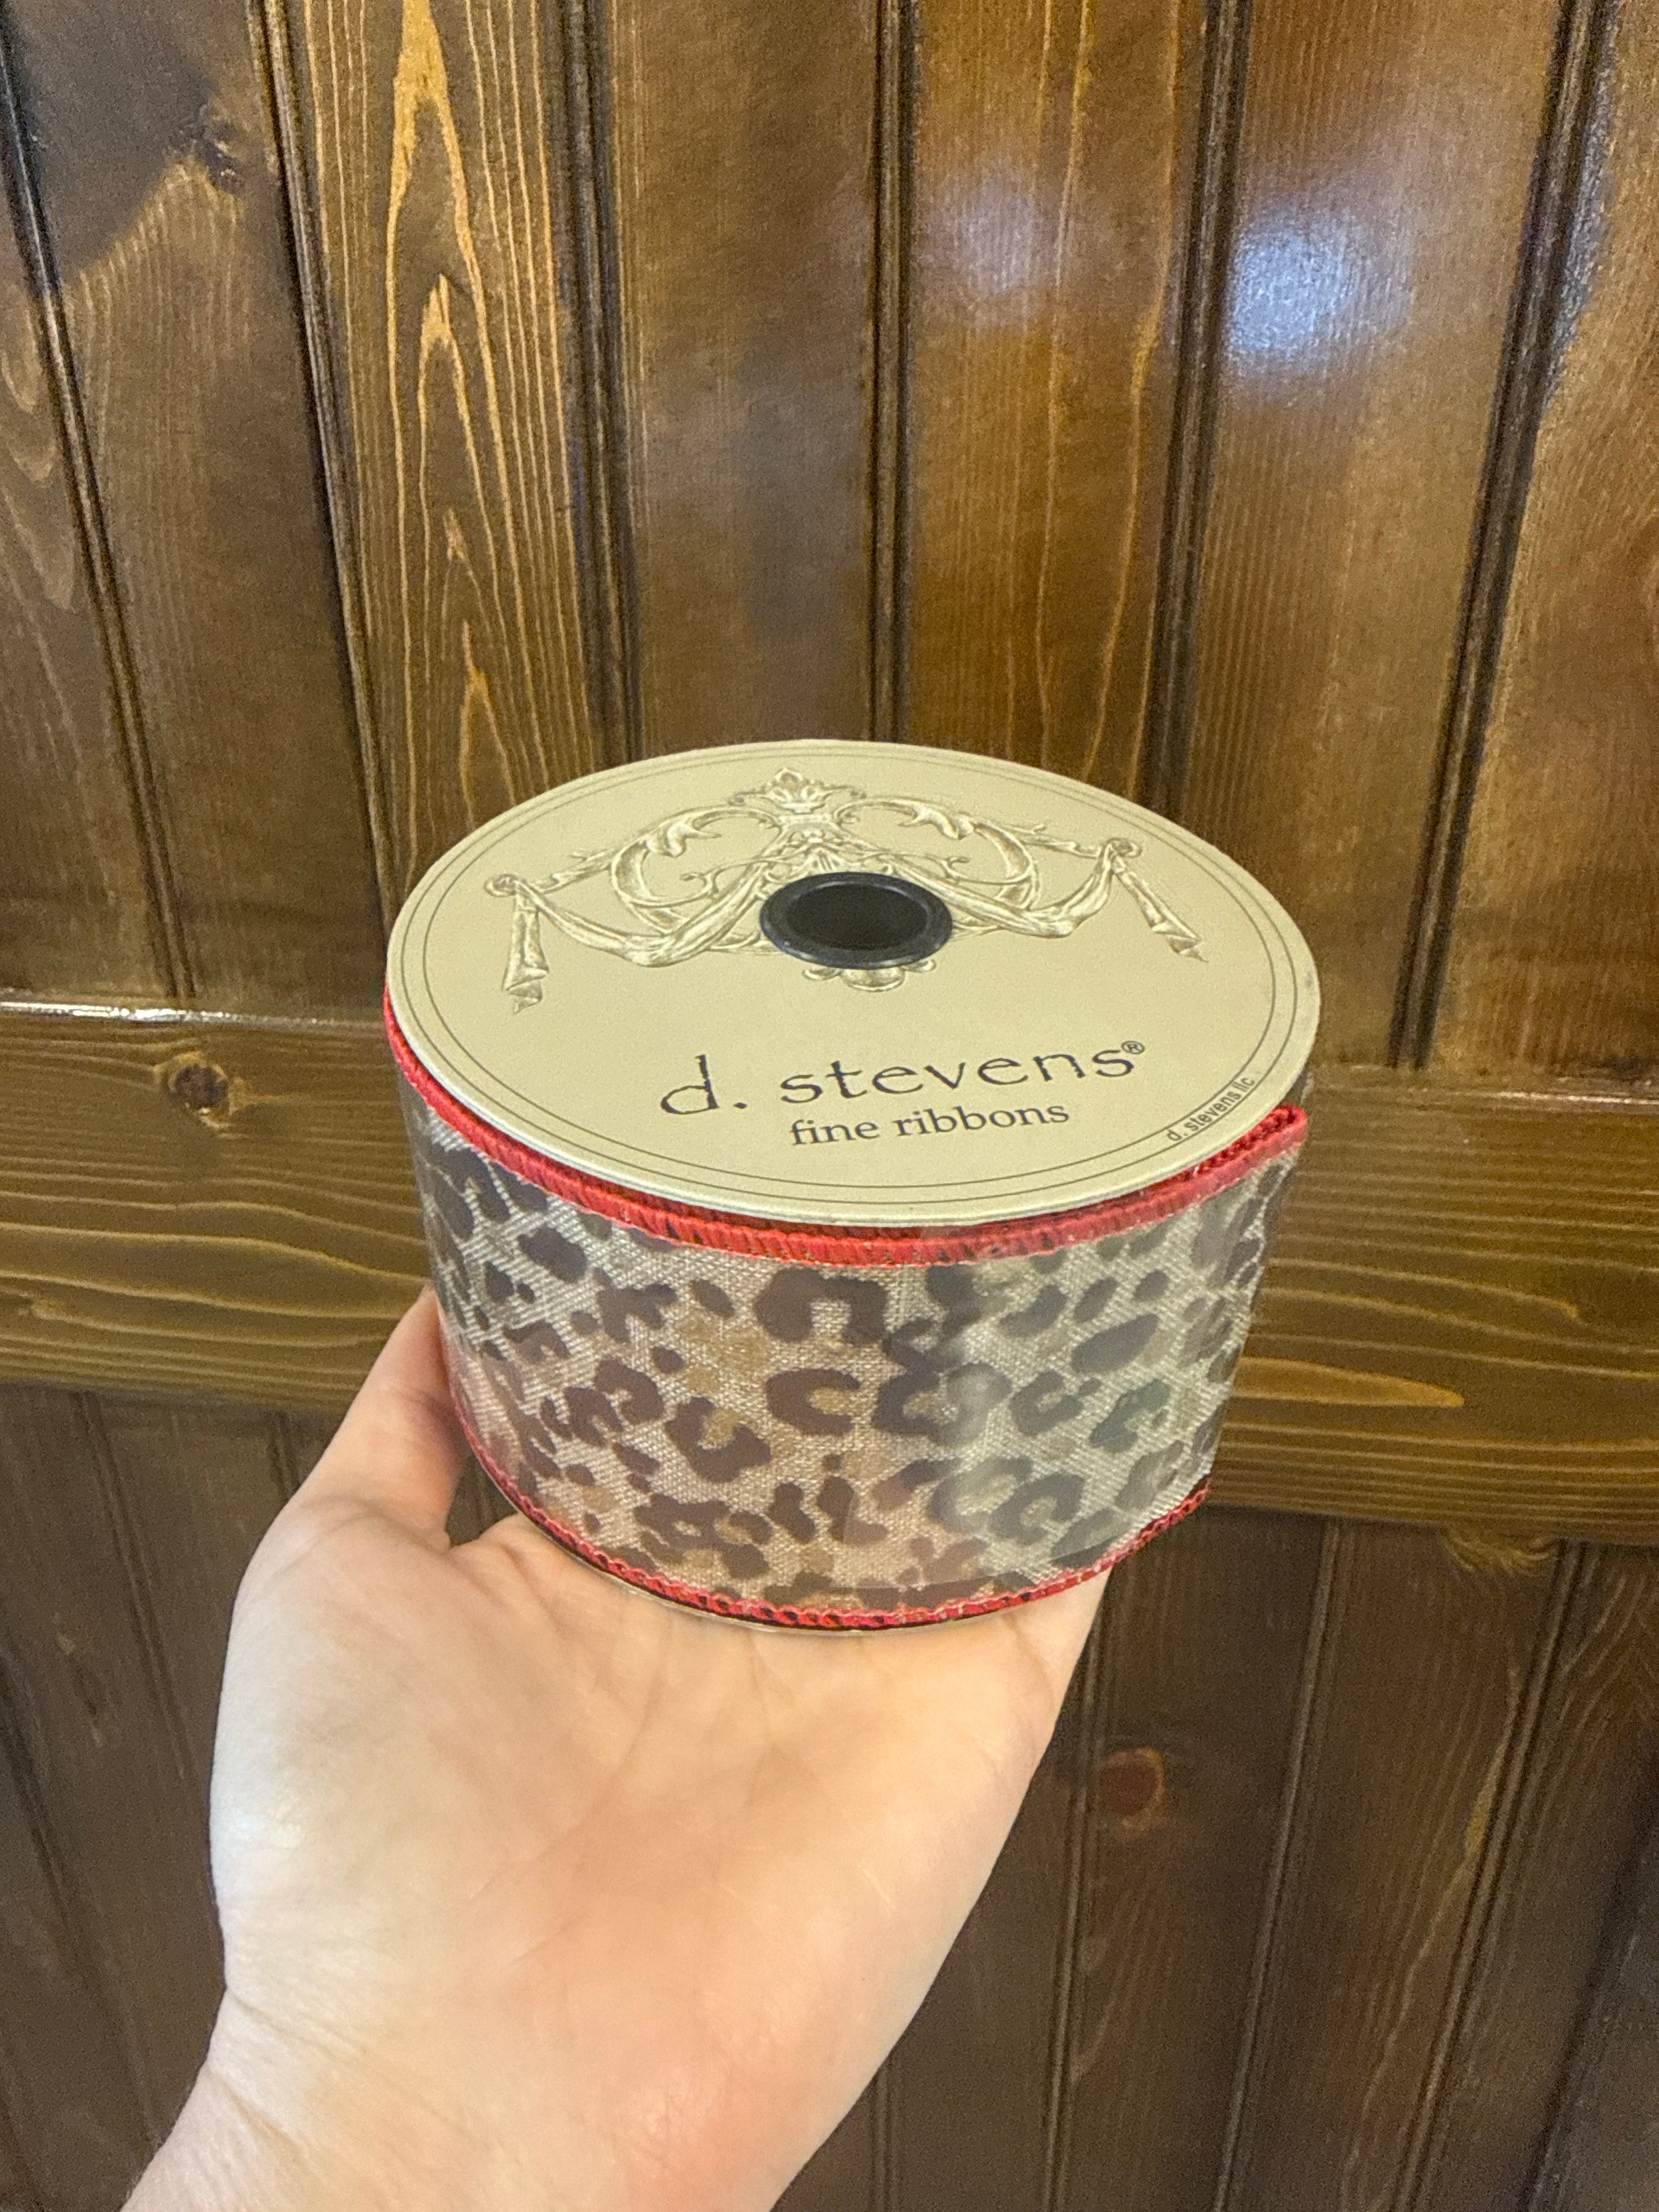 d. stevens®
fine ribbons
d. stevens llc